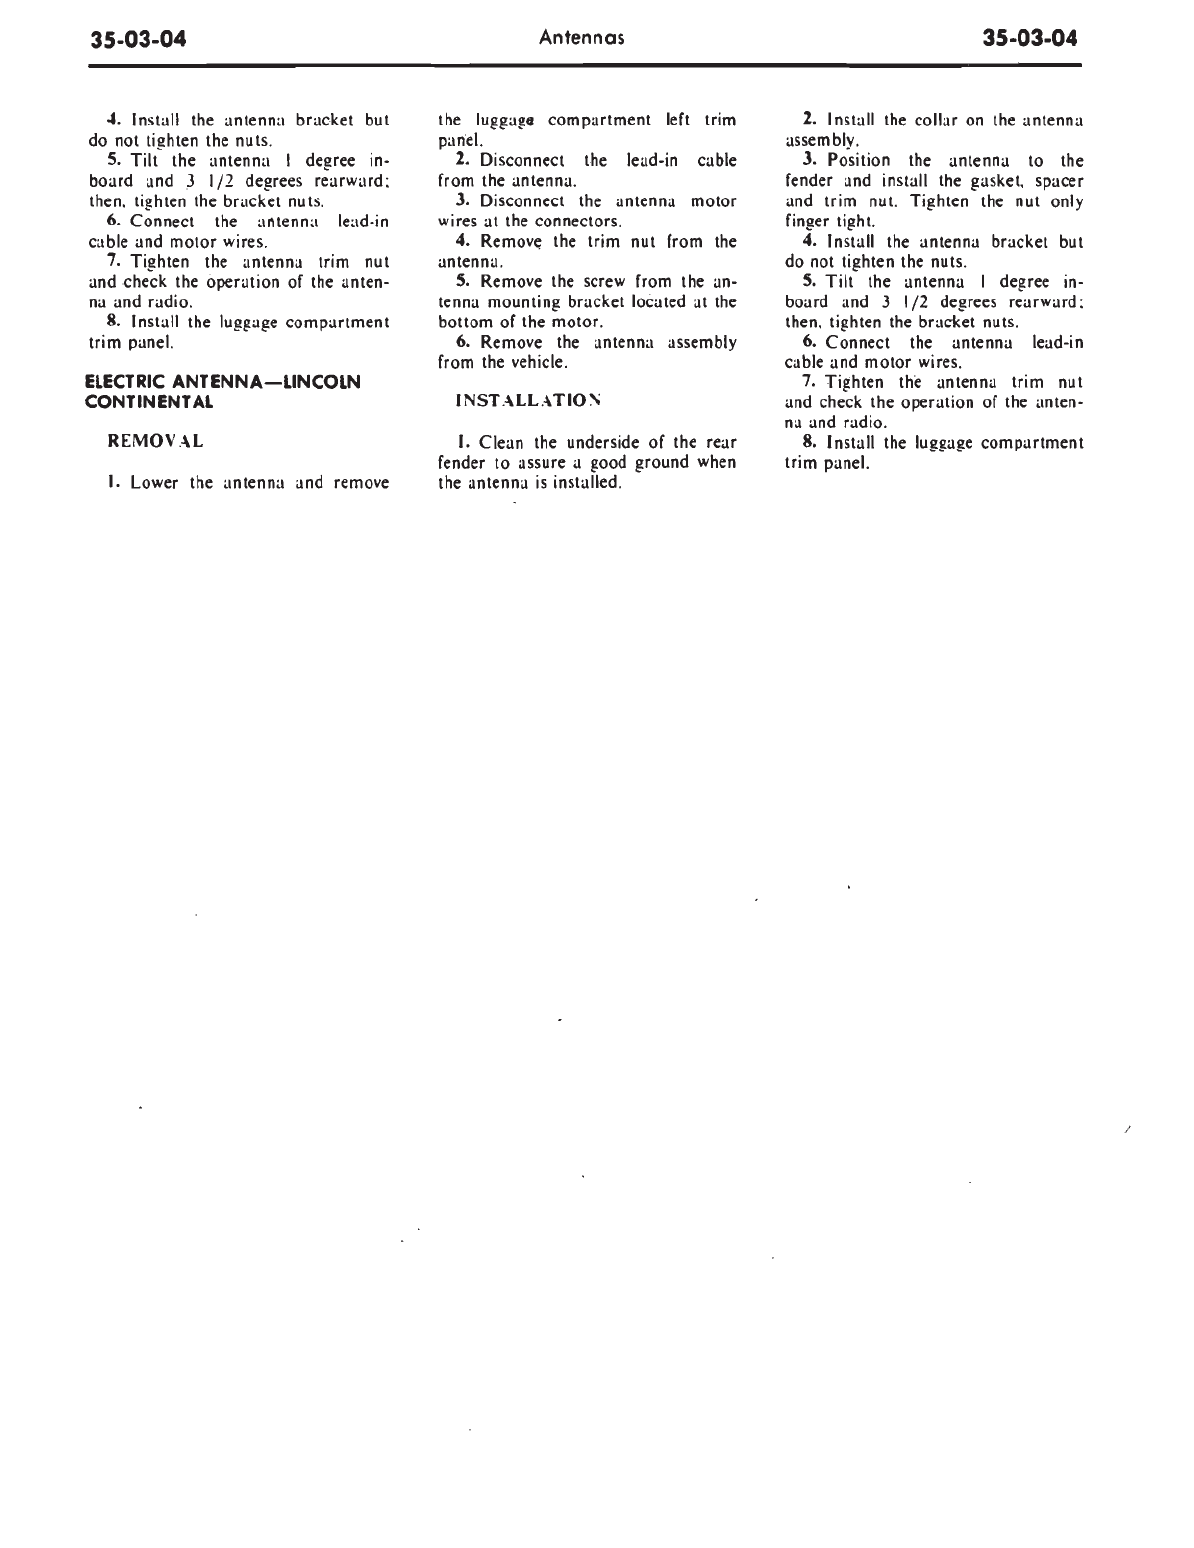 35-03-04 Antennas 35-03-04
4. Install the antenna bracket but
do not tighten the nuts.
5. Tilt the antenna 1 degree in-
board and 3 1/2 degrees rearward;
then, tighten the bracket nuts.
6. Connect the antenna lead-in
cable and motor wires.
7. Tighten the antenna trim nut
and check the operation of the anten-
na and radio.
8. Install the luggage compartment
trim panel.
ELECTRIC ANTENNA—LINCOLN
CONTINENTAL
REMOVAL
1. Lower the antenna and remove
the luggage compartment left trim
panel.
2. Disconnect the lead-in cable
from the antenna.
3. Disconnect the antenna motor
wires at the connectors.
4. Remove the trim nut from the
antenna.
5. Remove the screw from the an-
tenna mounting bracket located at the
bottom of the motor.
6. Remove the antenna assembly
from the vehicle.
INSTALLATION
1. Clean the underside of the rear
fender to assure a good ground when
the antenna is installed.
2. Install the collar on the antenna
assembly.
3. Position the antenna to the
fender and install the gasket, spacer
and trim nut. Tighten the nut only
finger tight.
4. Install the antenna bracket but
do not tighten the nuts.
5. Tilt the antenna 1 degree in-
board and 3 1/2 degrees rearward;
then, tighten the bracket nuts.
6. Connect the antenna lead-in
cable and motor wires.
7. Tighten the antenna trim nut
and check the operation of the anten-
na and radio.
8. Install the luggage compartment
trim panel.